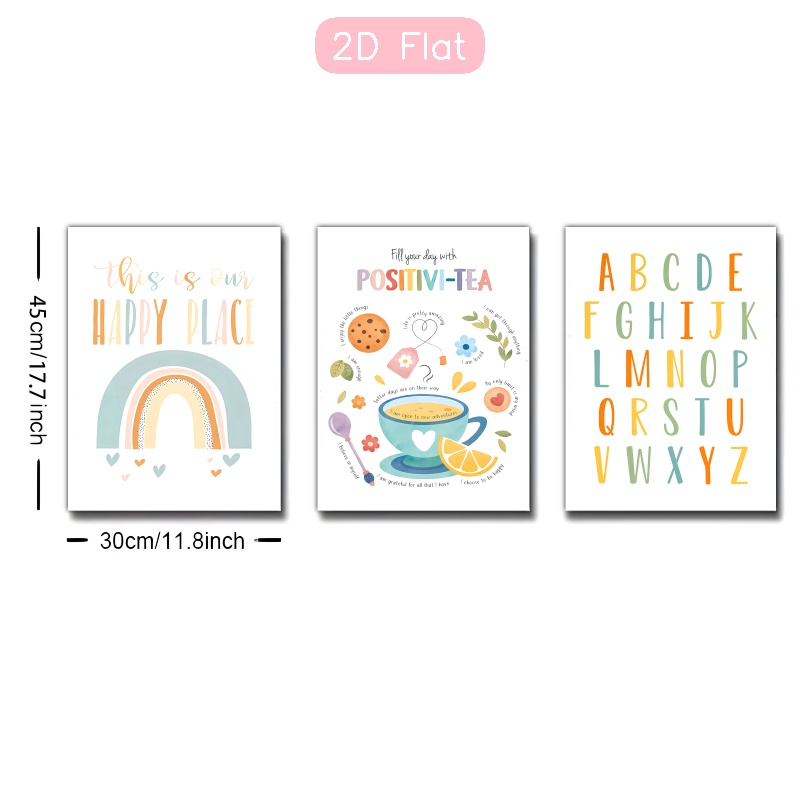 2D Flat
45cm/17.7inch
30cm/11.8inch
this is our
HAPPY PLACE
Fill your day with
POSITIVI-TEA
I enjoy the little things
life is pretty amazing
I can get through anything
I am enough
I am loved
better days are on their way
My only limit is my mind
I am open to new adventures
I believe in myself
I am grateful for all that I have
I choose to be happy
A B C D E
F G H I J K
L M N O P
Q R S T U
V W X Y Z